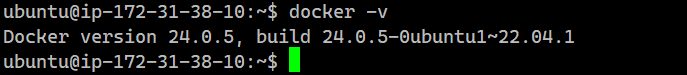 ubuntu@ip-172-31-38-10:~$ docker -v
Docker version 24.0.5, build 24.0.5-0ubuntu1~22.04.1
ubuntu@ip-172-31-38-10:~$